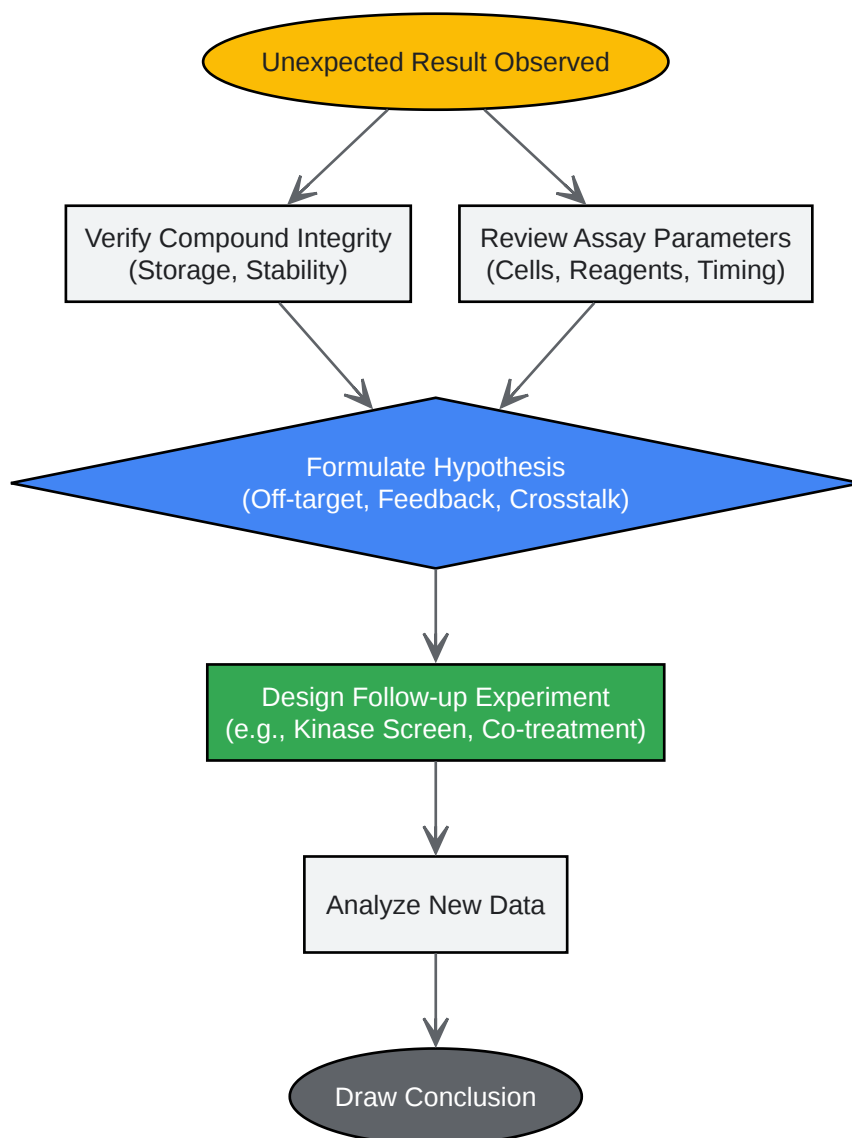 Unexpected Result Observed
Verify Compound Integrity
(Storage, Stability)
Review Assay Parameters
(Cells, Reagents, Timing)
Formulate Hypothesis
(Off-target, Feedback, Crosstalk)
Design Follow-up Experiment
(e.g., Kinase Screen, Co-treatment)
Analyze New Data
Draw Conclusion